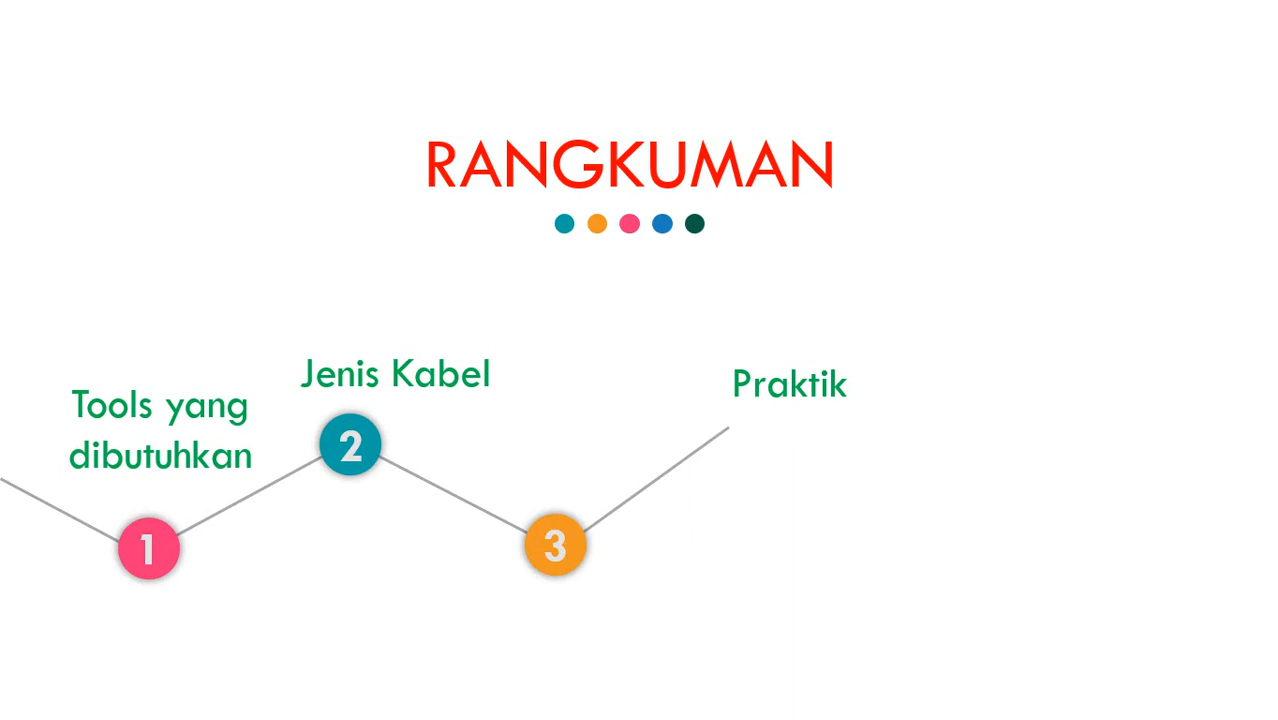 RANGKUMAN
Tools yang
dibutuhkan
1
Jenis Kabel
2
3
Praktik